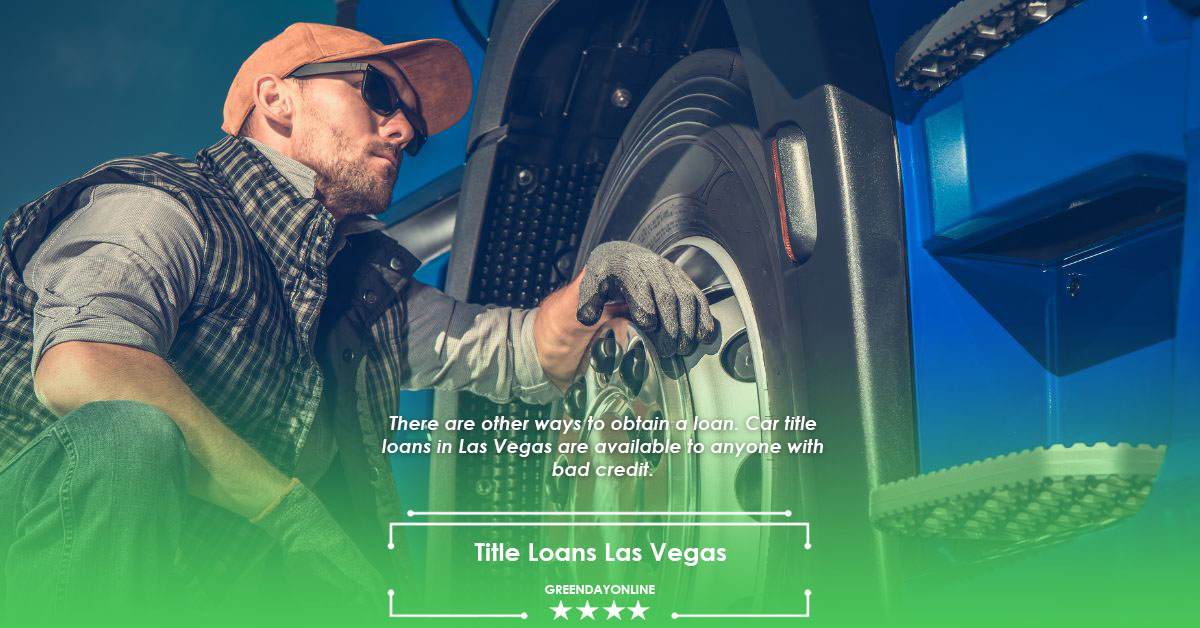 There are other ways to obtain a loan. Car title
loans in Las Vegas are available to anyone with
bad credit.
Title Loans Las Vegas
GREENDAYONLINE